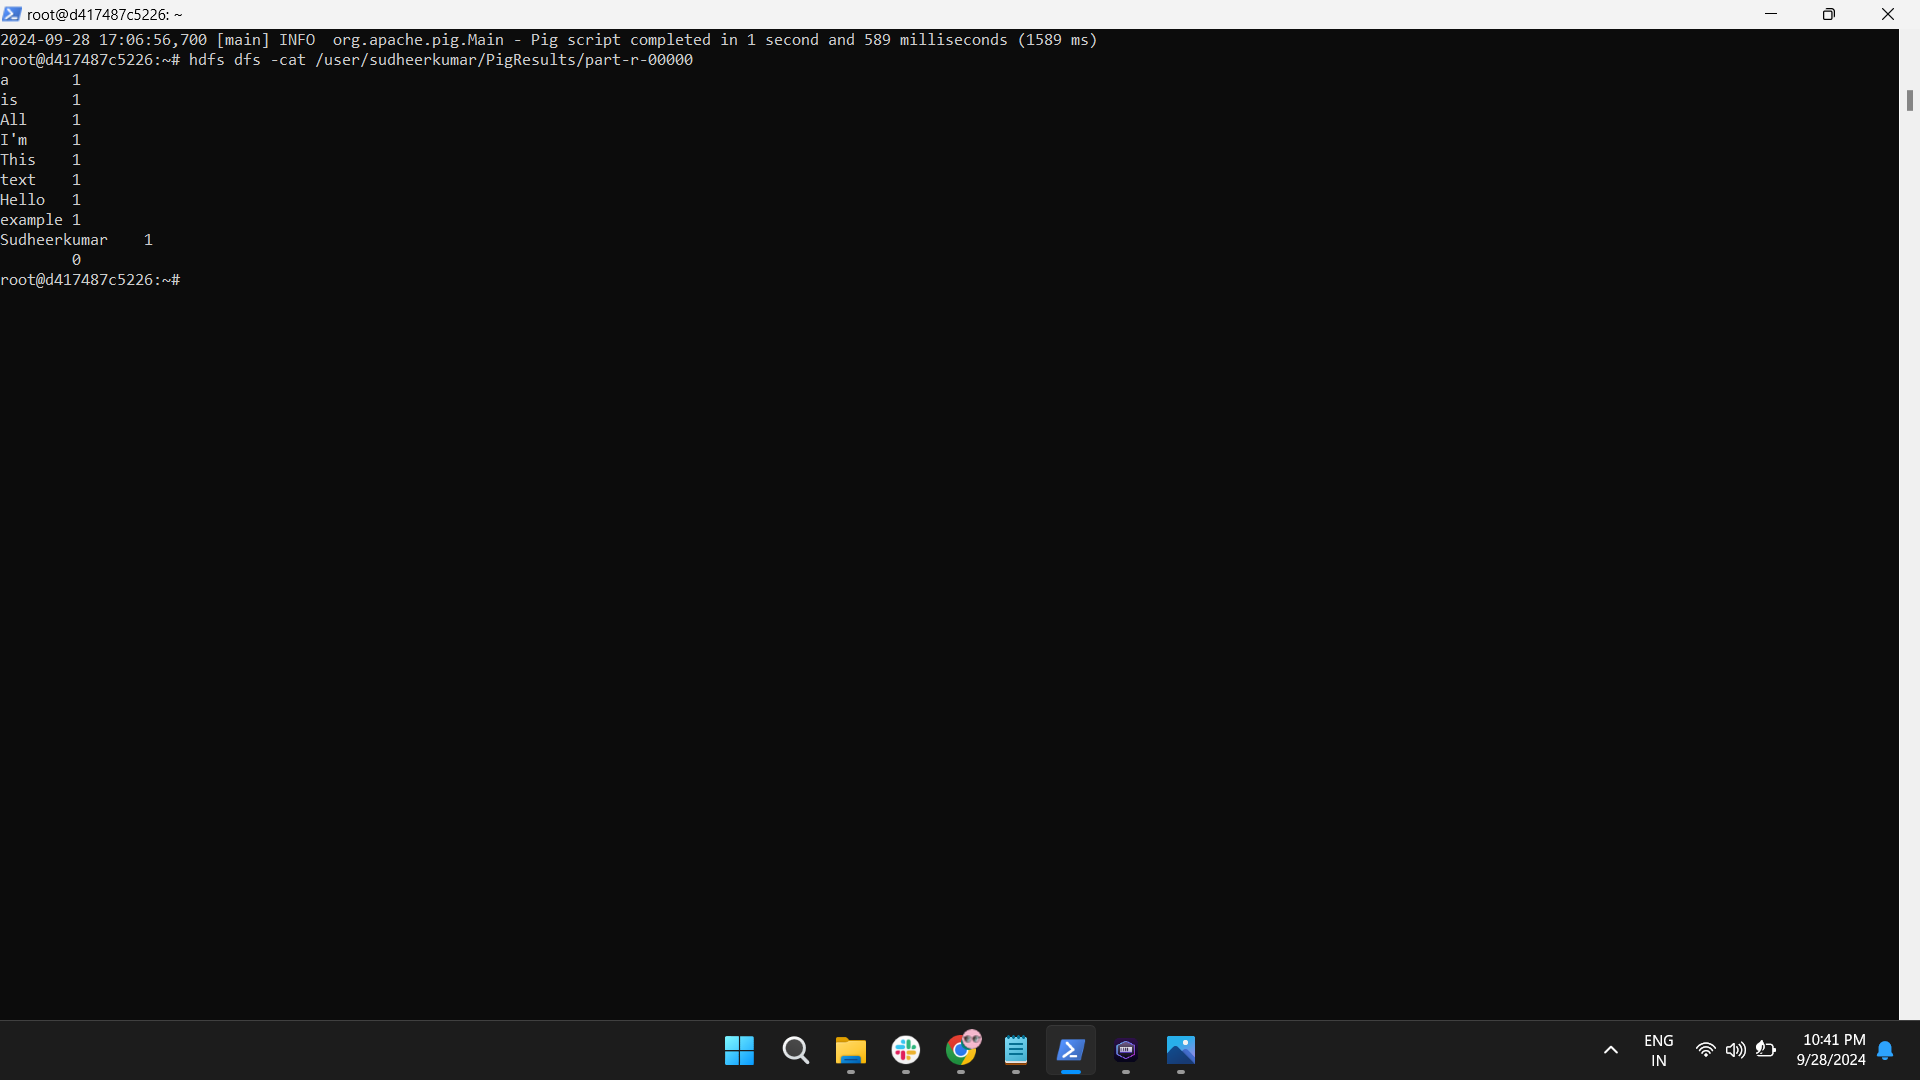 root@d417487c5226: ~
2024-09-28 17:06:56,700 [main] INFO  org.apache.pig.Main - Pig script completed in 1 second and 589 milliseconds (1589 ms)
root@d417487c5226:~# hdfs dfs -cat /user/sudheerkumar/PigResults/part-r-00000
a       1
is      1
All     1
I'm     1
This    1
text    1
Hello   1
example 1
Sudheerkumar    1
        0
root@d417487c5226:~#
ENG
IN
10:41 PM
9/28/2024